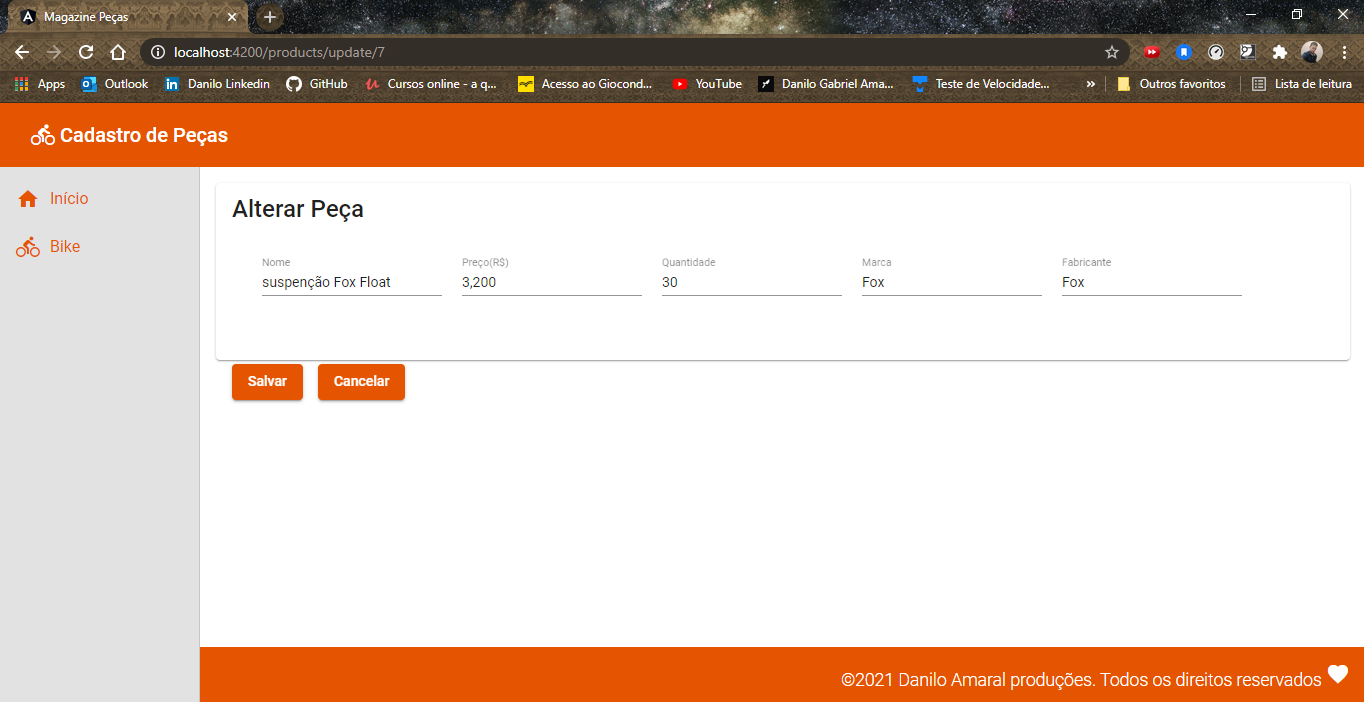 Magazine Peças
localhost:4200/products/update/7
Apps Outlook Danilo Linkedin GitHub Cursos online - a q... Acesso ao Giocond... YouTube Danilo Gabriel Ama... Teste de Velocidade... » Outros favoritos Lista de leitura
Cadastro de Peças
Início
Bike
Alterar Peça
Nome Preço(R$) Quantidade Marca Fabricante
suspenção Fox Float 3,200 30 Fox Fox
Salvar Cancelar
©2021 Danilo Amaral produções. Todos os direitos reservados